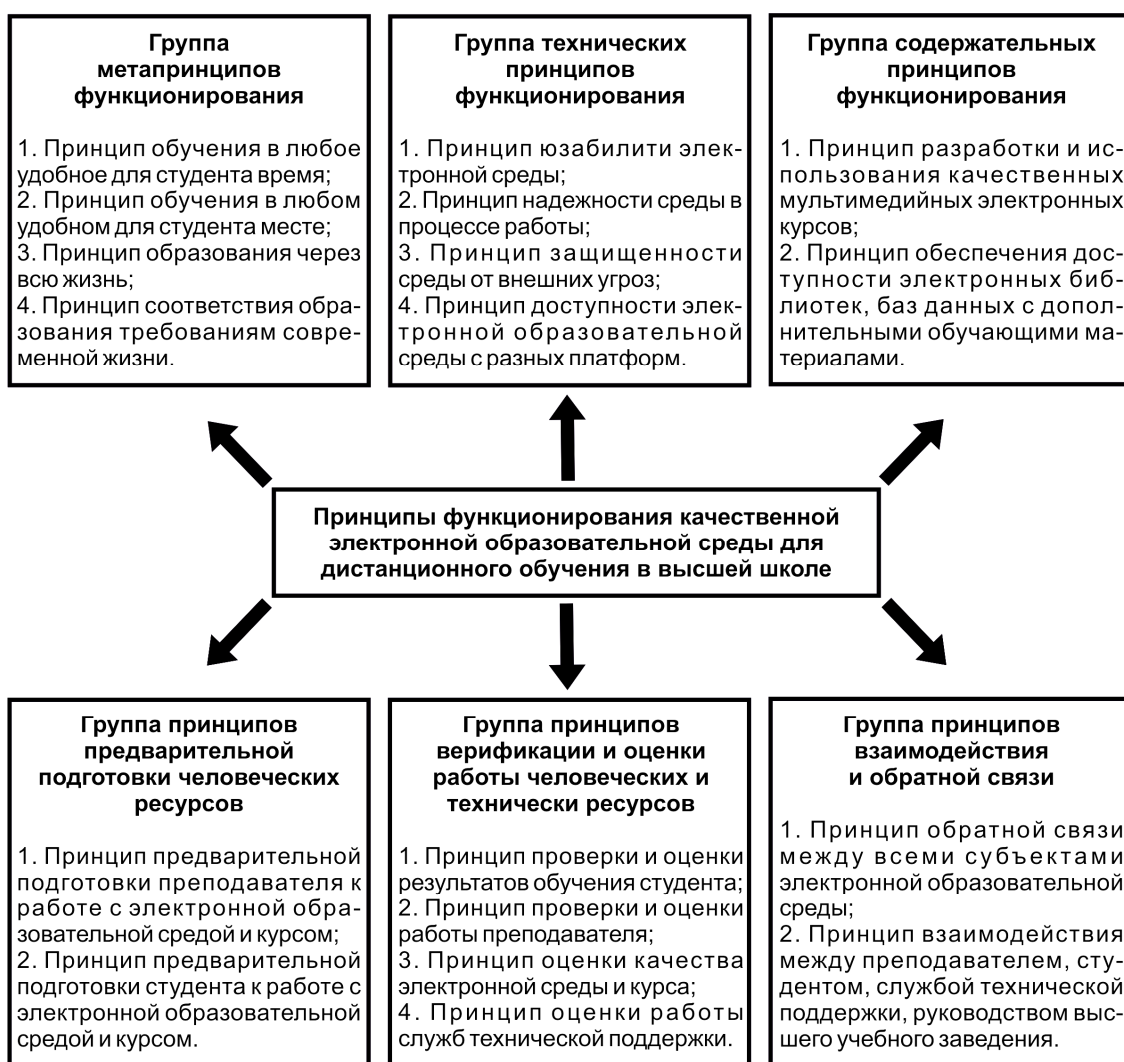 Группа
метапринципов
функционирования
1. Принцип обучения в любое
удобное для студента время;
2. Принцип обучения в любом
удобном для студента месте;
3. Принцип образования через
всю жизнь;
4. Принцип соответствия обра-
зования требованиям совре-
менной жизни.
Группа технических
принципов
функционирования
1. Принцип юзабилити элек-
тронной среды;
2. Принцип надежности среды в
процессе работы;
3. Принцип защищенности
среды от внешних угроз;
4. Принцип доступности элек-
тронной образовательной
среды с разных платформ.
Группа содержательных
принципов
функционирования
1. Принцип разработки и ис-
пользования качественных
мультимедийных электронных
курсов;
2. Принцип обеспечения дос-
тупности электронных биб-
лиотек, баз данных с допол-
нительными обучающими ма-
териалами.
Принципы функционирования качественной
электронной образовательной среды для
дистанционного обучения в высшей школе
Группа принципов
предварительной
подготовки человеческих
ресурсов
1. Принцип предварительной
подготовки преподавателя к
работе с электронной обра-
зовательной средой и курсом;
2. Принцип предварительной
подготовки студента к работе с
электронной образовательной
средой и курсом.
Группа принципов
верификации и оценки
работы человеческих и
технически ресурсов
1. Принцип проверки и оценки
результатов обучения студента;
2. Принцип проверки и оценки
работы преподавателя;
3. Принцип оценки качества
электронной среды и курса;
4. Принцип оценки работы
служб технической поддержки.
Группа принципов
взаимодействия
и обратной связи
1. Принцип обратной связи
между всеми субъектами
электронной образовательной
среды;
2. Принцип взаимодействия
между преподавателем, сту-
дентом, службой технической
поддержки, руководством выс-
шего учебного заведения.